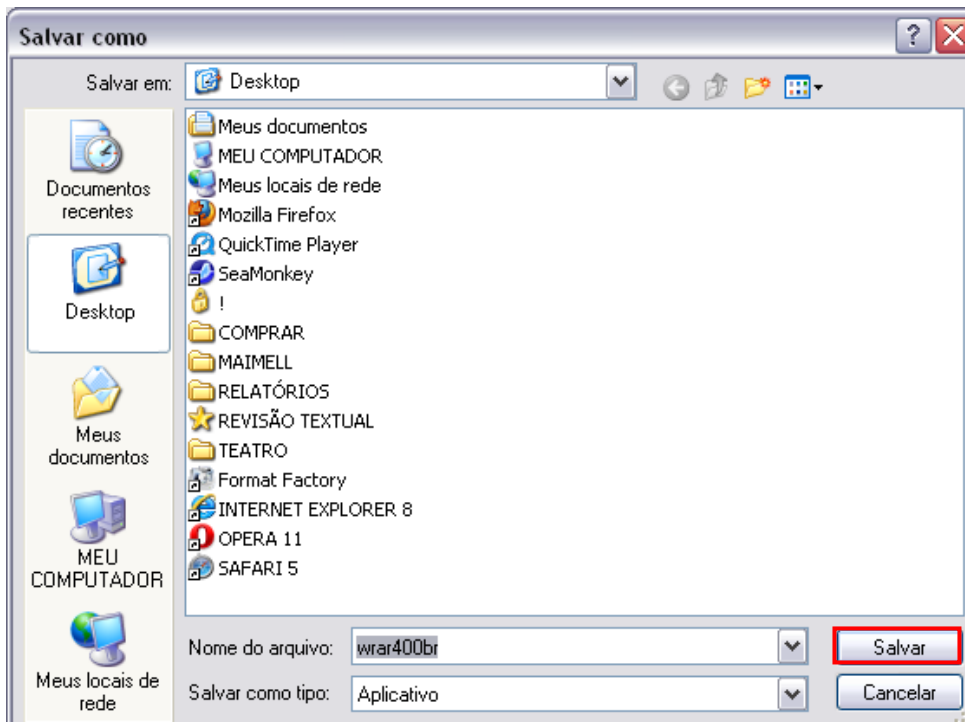 Salvar como
Salvar em:
Desktop
Documentos
recentes
Desktop
Meus
documentos
MEU
COMPUTADOR
Meus locais de
rede
Meus documentos
MEU COMPUTADOR
Meus locais de rede
Mozilla Firefox
QuickTime Player
SeaMonkey
!
COMPRAR
MAIMELL
RELATÓRIOS
REVISÃO TEXTUAL
TEATRO
Format Factory
INTERNET EXPLORER 8
OPERA 11
SAFARI 5
Nome do arquivo:
wrar400br
Salvar
Salvar como tipo:
Aplicativo
Cancelar